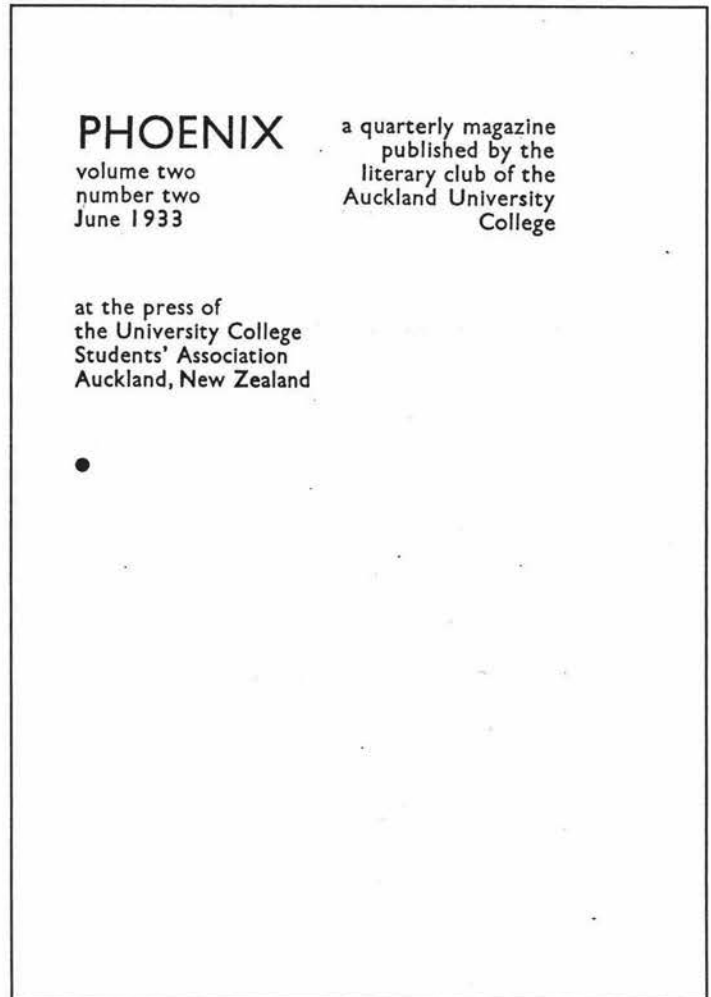 PHOENIX
volume two
number two
June 1933
a quarterly magazine
published by the
literary club of the
Auckland University
College
at the press of
the University College
Students' Association
Auckland, New Zealand